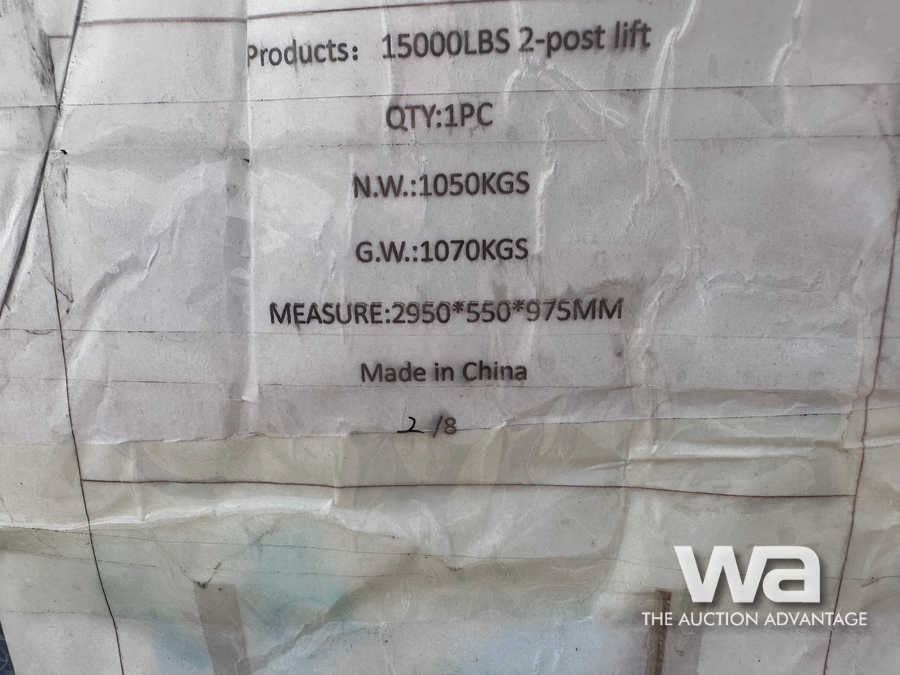 Products: 15000LBS 2-post lift
QTY:1PC
N.W.:1050KGS
G.W.:1070KGS
MEASURE:2950*550*975MM
Made in China
2 /8
wa
THE AUCTION ADVANTAGE